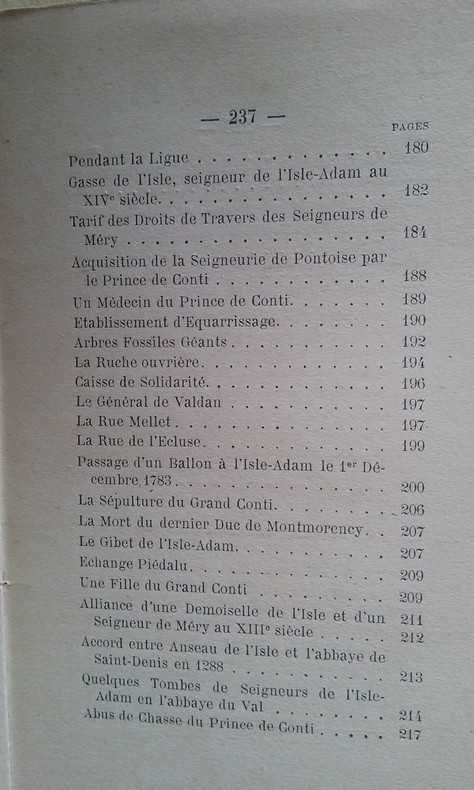 — 237 —
PAGES
Pendant la Ligue . . . . . . . . . . . . . 180
Gasse de l'Isle, seigneur de l'Isle-Adam au
XIVe siècle. . . . . . . . . . . . . . . 182
Tarif des Droits de Travers des Seigneurs de
Méry . . . . . . . . . . . . . . . . . 184
Acquisition de la Seigneurie de Pontoise par
le Prince de Conti . . . . . . . . . . . 188
Un Médecin du Prince de Conti. . . . . . . 189
Etablissement d'Equarrissage. . . . . . . . 190
Arbres Fossiles Géants . . . . . . . . . . . 192
La Ruche ouvrière. . . . . . . . . . . . . 194
Caisse de Solidarité. . . . . . . . . . . . 196
Le Général de Valdan . . . . . . . . . . . 197
La Rue Mellet . . . . . . . . . . . . . . 197
La Rue de l'Ecluse. . . . . . . . . . . . . 199
Passage d'un Ballon à l'Isle-Adam le 1er Dé-
cembre 1783. . . . . . . . . . . . . . . 200
La Sépulture du Grand Conti. . . . . . . . 206
La Mort du dernier Duc de Montmorency. . . 207
Le Gibet de l'Isle-Adam. . . . . . . . . . . 207
Echange Piédalu. . . . . . . . . . . . . . 209
Une Fille du Grand Conti . . . . . . . . . 209
Alliance d'une Demoiselle de l'Isle et d'un 211
Seigneur de Méry au XIIIe siècle . . . . . 212
Accord entre Anseau de l'Isle et l'abbaye de
Saint-Denis en 1288 . . . . . . . . . . 213
Quelques Tombes de Seigneurs de l'Isle-
Adam en l'abbaye du Val . . . . . . . . 214
Abus de Chasse du Prince de Conti . . . . . 217